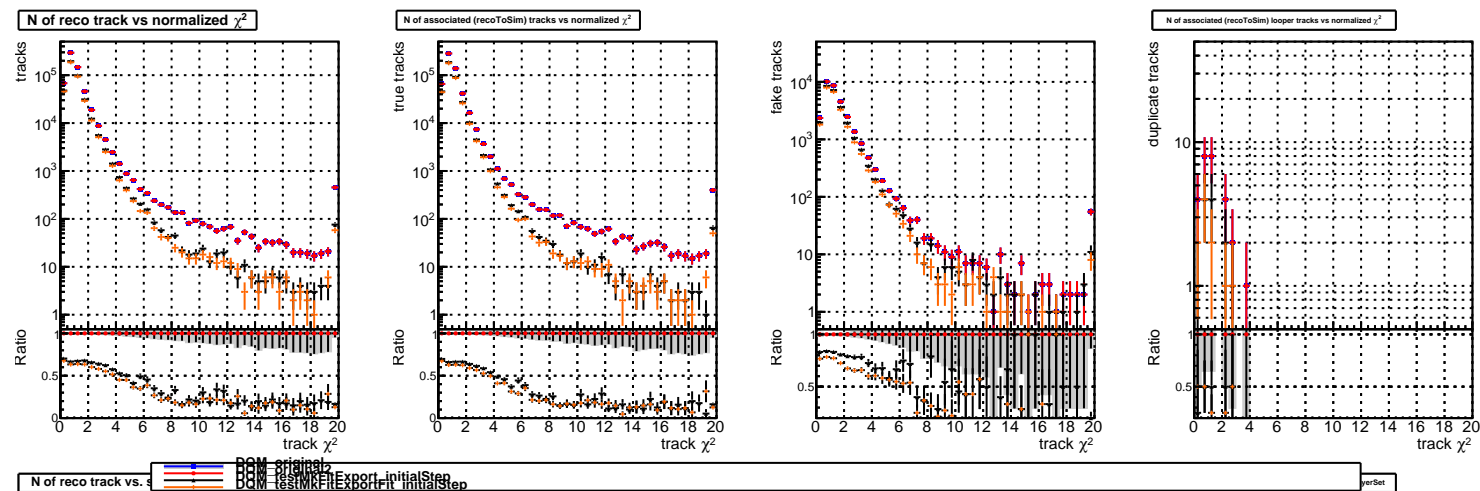 N of reco track vs normalized χ²
N of associated (recoToSim) tracks vs normalized χ²
N of associated (recoToSim) looper tracks vs normalized χ²
tracks
10⁵
10⁴
10³
10²
10
1
Ratio
1
0.5
0
0 2 4 6 8 10 12 14 16 18 20
track χ²
true tracks
10⁵
10⁴
10³
10²
10
1
Ratio
1
0.5
0
0 2 4 6 8 10 12 14 16 18 20
track χ²
fake tracks
10⁴
10³
10²
10
1
Ratio
1
0.5
0 2 4 6 8 10 12 14 16 18 20
track χ²
duplicate tracks
10
1
Ratio
1
0.5
0 2 4 6 8 10 12 14 16 18 20
track χ²
N of reco track vs. s
DQM_original
DQM_original2
DQM_testMkFitExport_initialStep
DQM_testMkFitExportFit_initialStep
yerSet